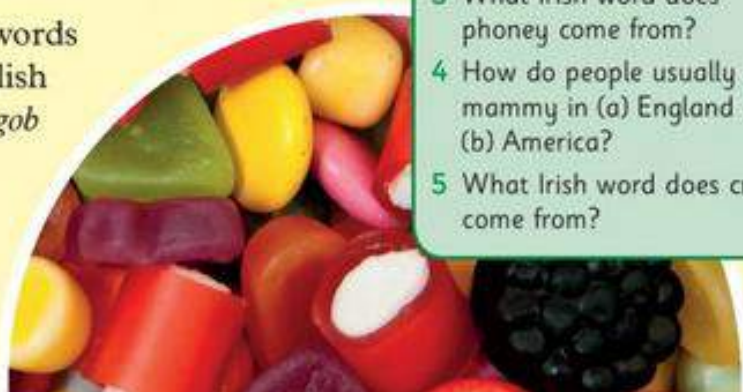 words
lish
gob
phoney come from?
4 How do people usually
mammy in (a) England
(b) America?
5 What Irish word does
come from?